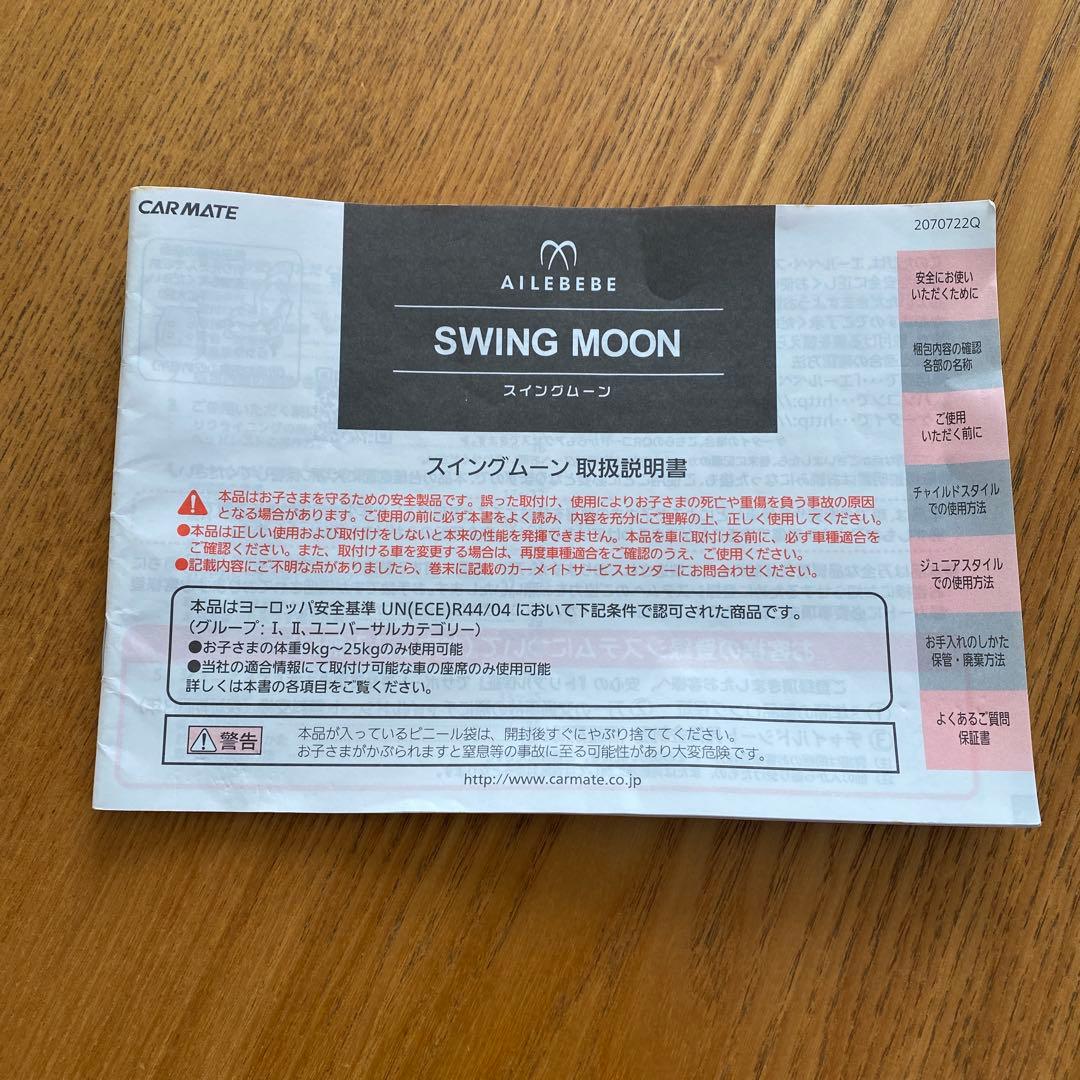 CARMATE
2070722Q
AILEBEBE
SWING MOON
スイングムーン
スイングムーン 取扱説明書
本品はお子さまを守るための安全製品です。誤った取付け、使用によりお子さまの死亡や重傷を負う事故の原因
となる場合があります。ご使用の前に必ず本書をよく読み、内容を充分にご理解の上、正しく使用してください。
●本品は正しい使用および取付けをしないと本来の性能を発揮できません。本品を車に取付ける前に、必ず車種適合を
ご確認ください。また、取付ける車を変更する場合は、再度車種適合をご確認のうえ、ご使用ください。
●記載内容にご不明な点がありましたら、巻末に記載のカーメイトサービスセンターにお問合わせください。
本品はヨーロッパ安全基準 UN(ECE)R44/04 において下記条件で認可された商品です。
(グループ: I、II、ユニバーサルカテゴリー)
●お子さまの体重9kg〜25kgのみ使用可能
●当社の適合情報にて取付け可能な車の座席のみ使用可能
詳しくは本書の各項目をご覧ください。
警告
本品が入っているビニール袋は、開封後すぐにやぶり捨ててください。
お子さまがかぶられますと窒息等の事故に至る可能性があり大変危険です。
http://www.carmate.co.jp
安全にお使い
いただくために
梱包内容の確認
各部の名称
ご使用
いただく前に
チャイルドスタイル
での使用方法
ジュニアスタイル
での使用方法
お手入れのしかた
保管・廃棄方法
よくあるご質問
保証書